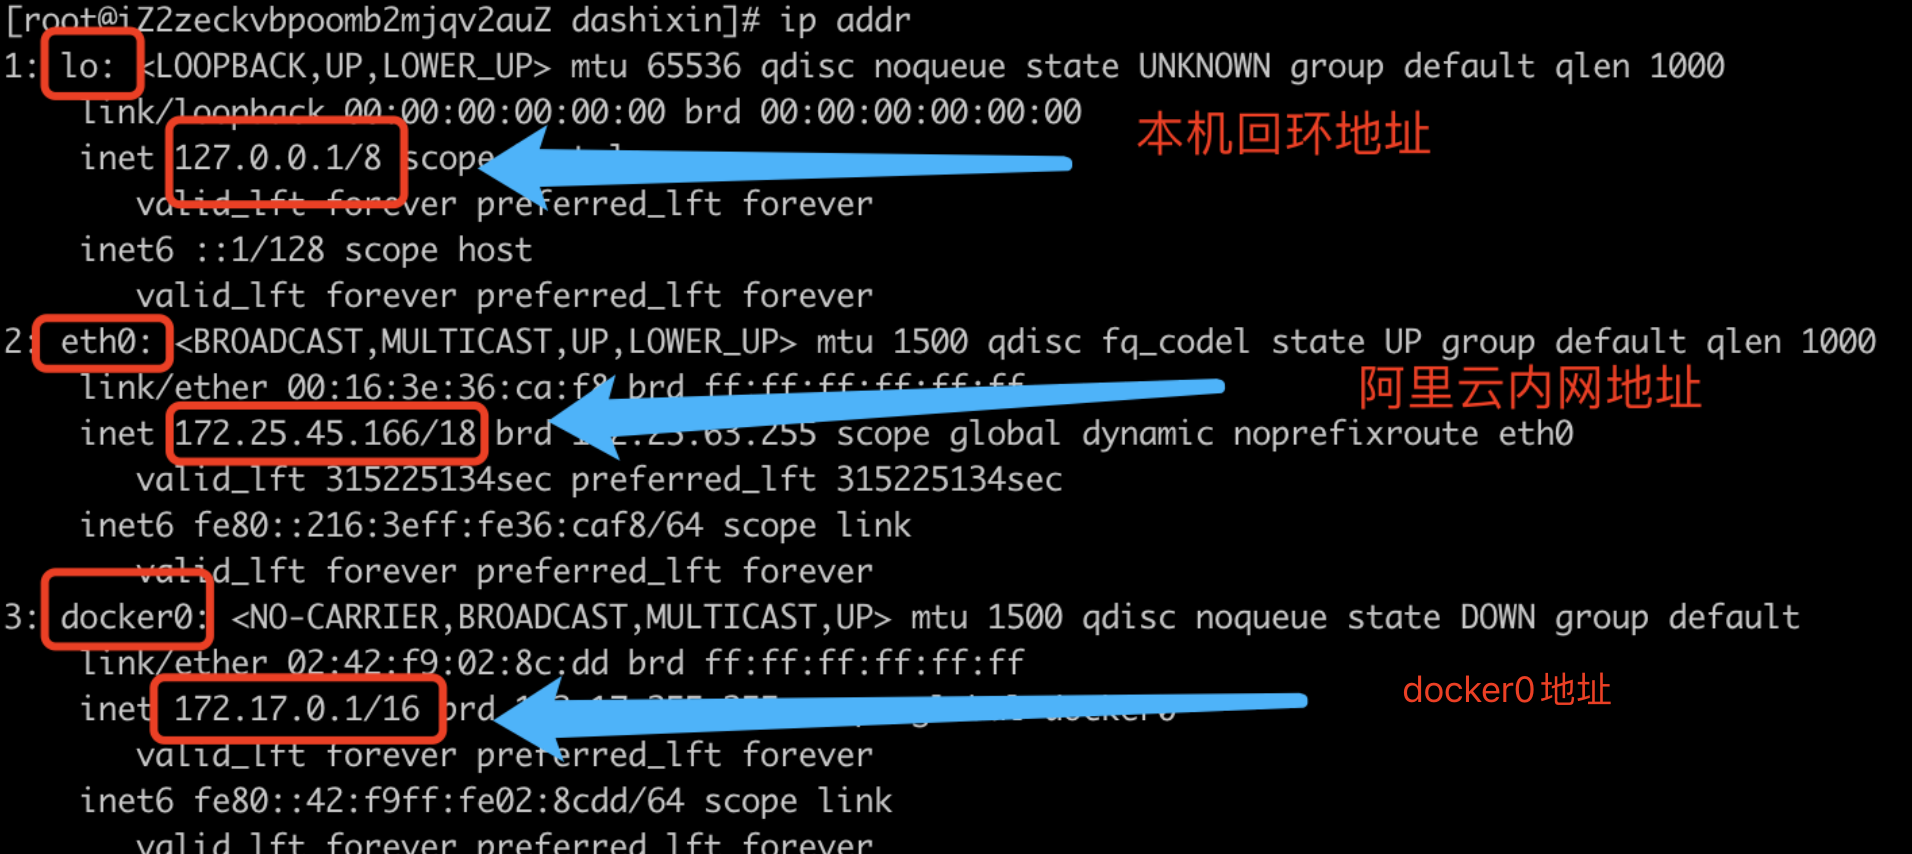 [root@iZ2zeckvbpoomb2mjqv2auZ dashixin]# ip addr
1: lo: <LOOPBACK,UP,LOWER_UP> mtu 65536 qdisc noqueue state UNKNOWN group default qlen 1000
link/loopback 00:00:00:00:00:00 brd 00:00:00:00:00:00
本机回环地址
inet 127.0.0.1/8 scope
valid_lft forever preferred_lft forever
inet6 ::1/128 scope host
valid_lft forever preferred_lft forever
2: eth0: <BROADCAST,MULTICAST,UP,LOWER_UP> mtu 1500 qdisc fq_codel state UP group default qlen 1000
link/ether 00:16:3e:36:ca:f8 brd ff:ff:ff:ff:ff:ff
阿里云内网地址
inet 172.25.45.166/18 brd 172.25.63.255 scope global dynamic noprefixroute eth0
valid_lft 315225134sec preferred_lft 315225134sec
inet6 fe80::216:3eff:fe36:caf8/64 scope link
valid_lft forever preferred_lft forever
3: docker0: <NO-CARRIER,BROADCAST,MULTICAST,UP> mtu 1500 qdisc noqueue state DOWN group default
link/ether 02:42:f9:02:8c:dd brd ff:ff:ff:ff:ff:ff
docker0地址
inet 172.17.0.1/16 brd docker0
valid_lft forever preferred_lft forever
inet6 fe80::42:f9ff:fe02:8cdd/64 scope link
valid_lft forever preferred_lft forever